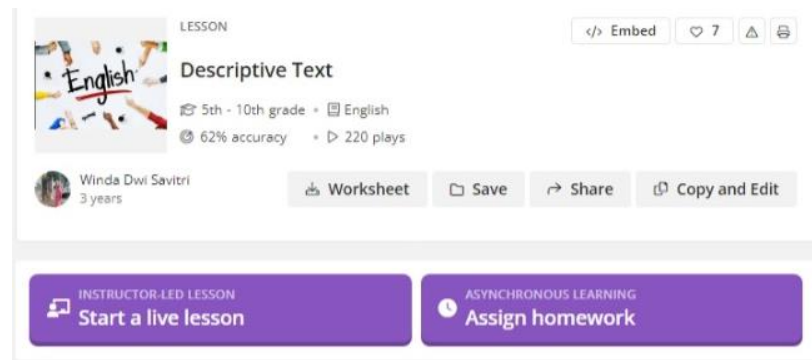 LESSON
</> Embed
7
English
Descriptive Text
5th - 10th grade • English
62% accuracy • 220 plays
Winda Dwi Savitri
3 years
Worksheet
Save
Share
Copy and Edit
INSTRUCTOR-LED LESSON
Start a live lesson
ASYNCHRONOUS LEARNING
Assign homework